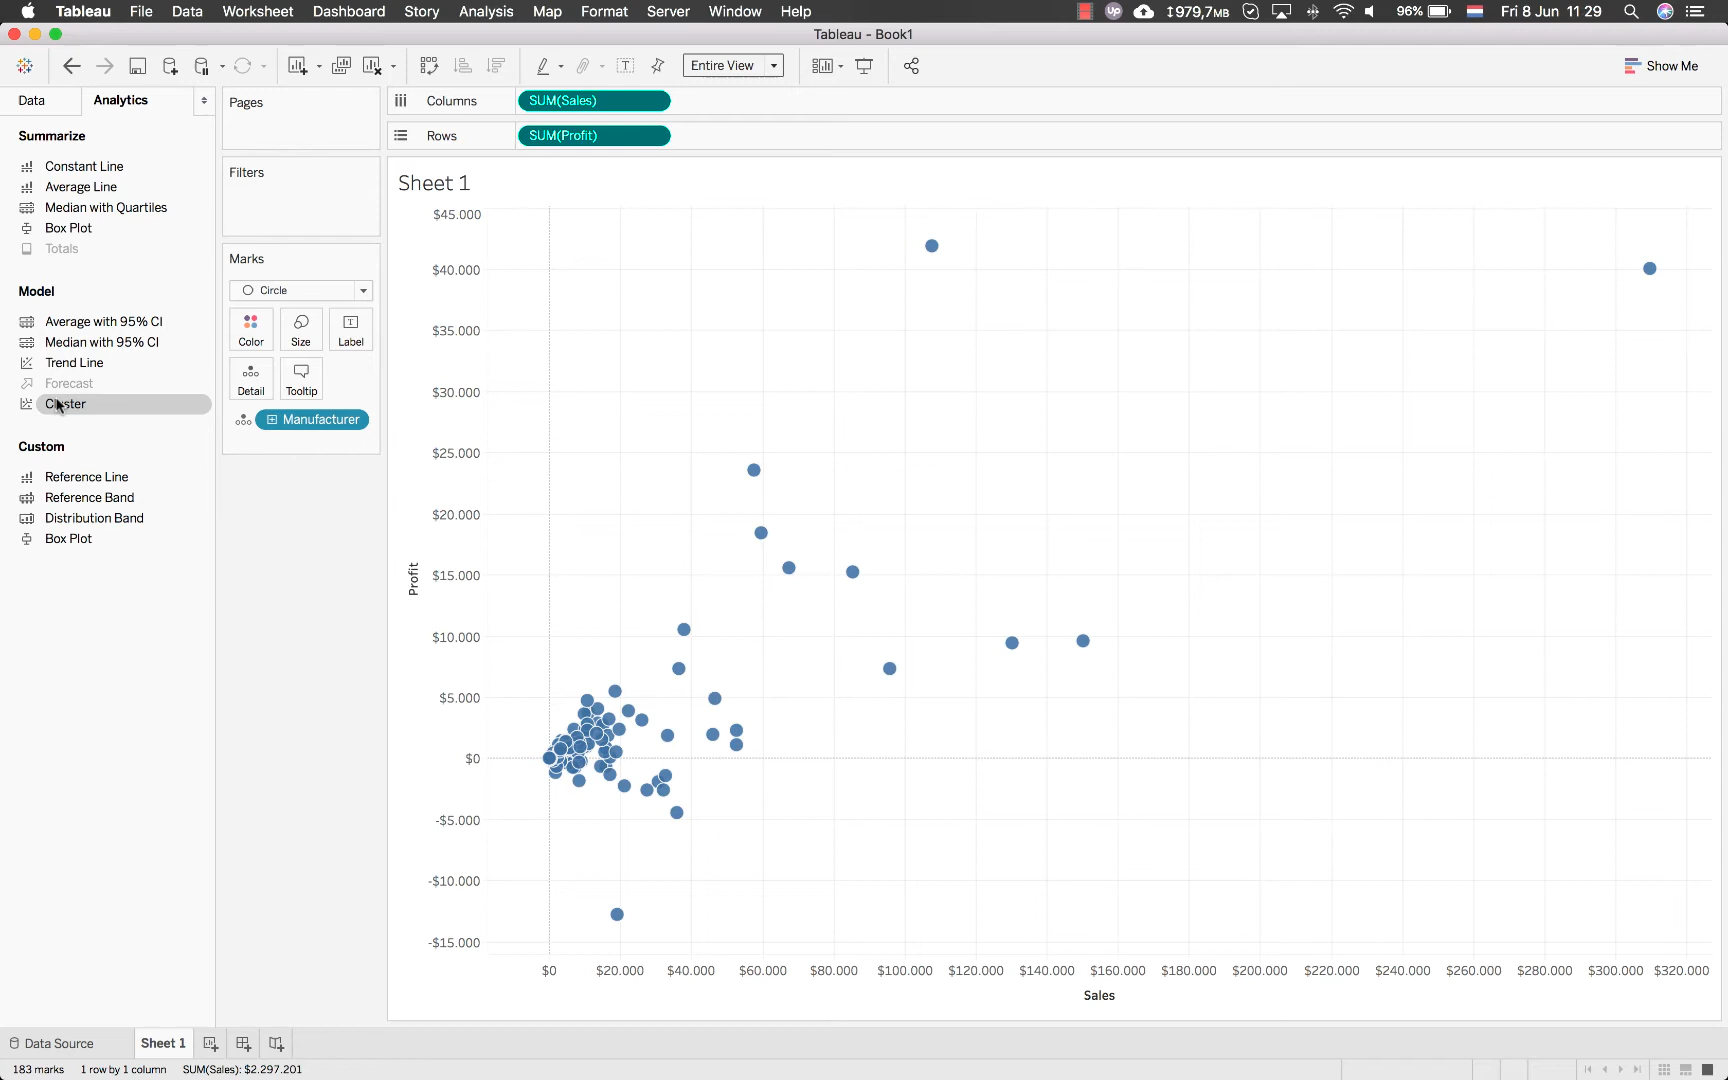 Tableau File Data Worksheet Dashboard Story Analysis Map Format Server Window Help Up 979,7MB 96% Fri 8 Jun 11 29
Tableau - Book1
Entire View Show Me
Data Analytics
Summarize
Constant Line
Average Line
Median with Quartiles
Box Plot
Totals
Model
Average with 95% CI
Median with 95% CI
Trend Line
Forecast
Cluster
Custom
Reference Line
Reference Band
Distribution Band
Box Plot
Pages
Filters
Marks
Circle
Color Size Label
Detail Tooltip
Manufacturer
Columns SUM(Sales)
Rows SUM(Profit)
Sheet 1
$45.000
$40.000
$35.000
$30.000
$25.000
$20.000
$15.000
$10.000
$5.000
$0
-$5.000
-$10.000
-$15.000
Profit
$0 $20.000 $40.000 $60.000 $80.000 $100.000 $120.000 $140.000 $160.000 $180.000 $200.000 $220.000 $240.000 $260.000 $280.000 $300.000 $320.000
Sales
Data Source Sheet 1
183 marks 1 row by 1 column SUM(Sales): $2.297.201